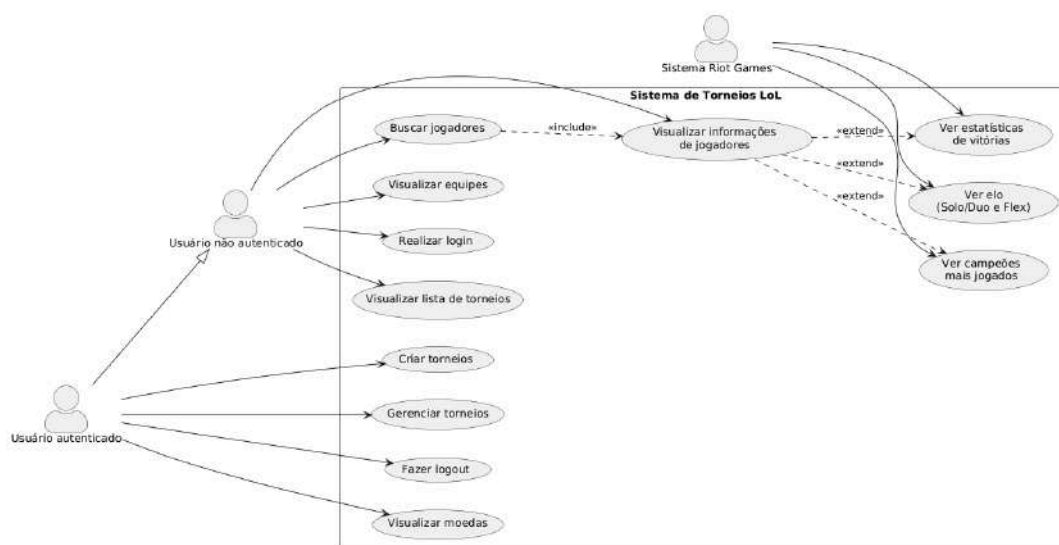 Sistema Riot Games
Sistema de Torneios LoL
Buscar jogadores
«include»
Visualizar informações
de jogadores
«extend»
Ver estatísticas
de vitórias
Visualizar equipes
«extend»
Ver elo
(Solo/Duo e Flex)
«extend»
Usuário não autenticado
Realizar login
Ver campeões
mais jogados
Visualizar lista de torneios
Criar torneios
Gerenciar torneios
Usuário autenticado
Fazer logout
Visualizar moedas